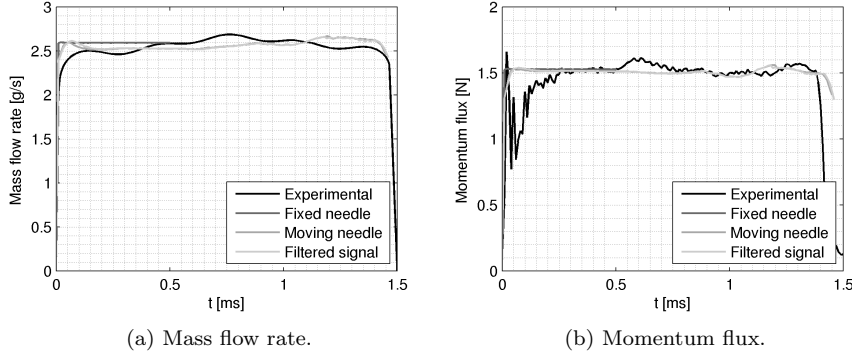 3
2.5
2
1.5
1
0.5
0
Mass flow rate [g/s]
Experimental
Fixed needle
Moving needle
Filtered signal
0 0.5 1 1.5
t [ms]
(a) Mass flow rate.
2
1.5
1
0.5
0
Momentum flux [N]
Experimental
Fixed needle
Moving needle
Filtered signal
0 0.5 1 1.5
t [ms]
(b) Momentum flux.